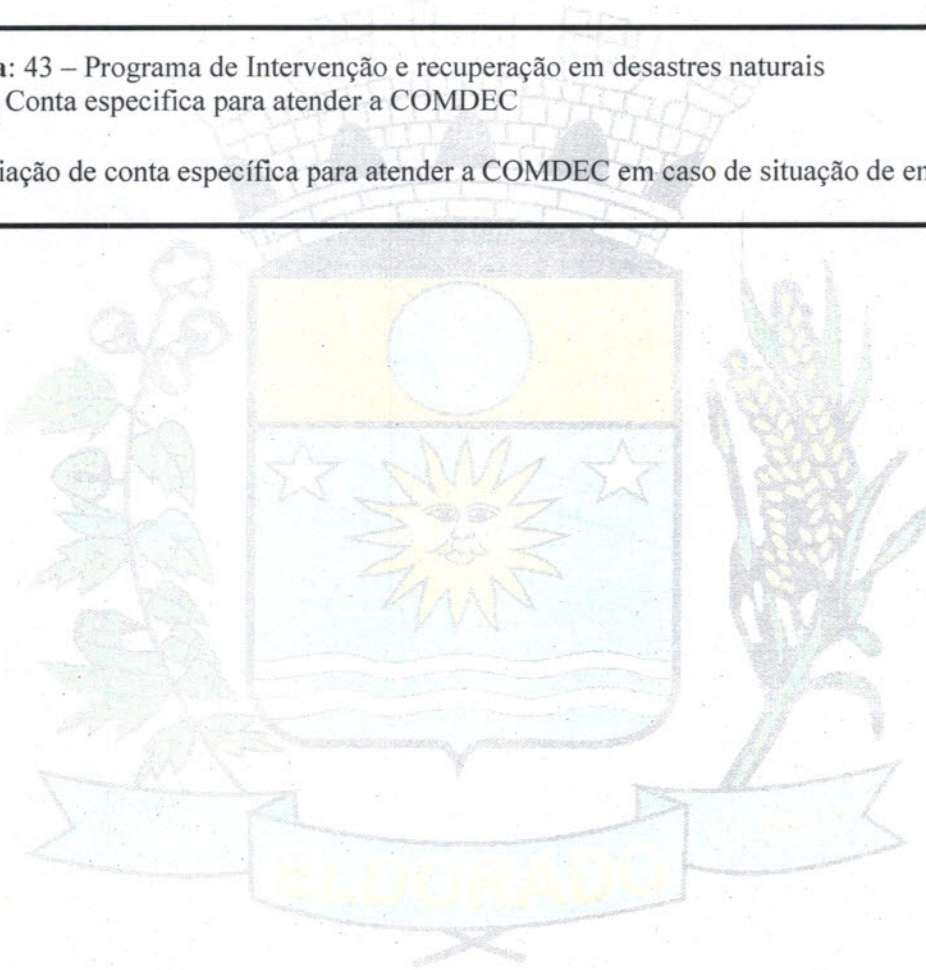 a: 43 – Programa de Intervenção e recuperação em desastres naturais
Conta especifica para atender a COMDEC
iação de conta específica para atender a COMDEC em caso de situação de en
ELDORADO